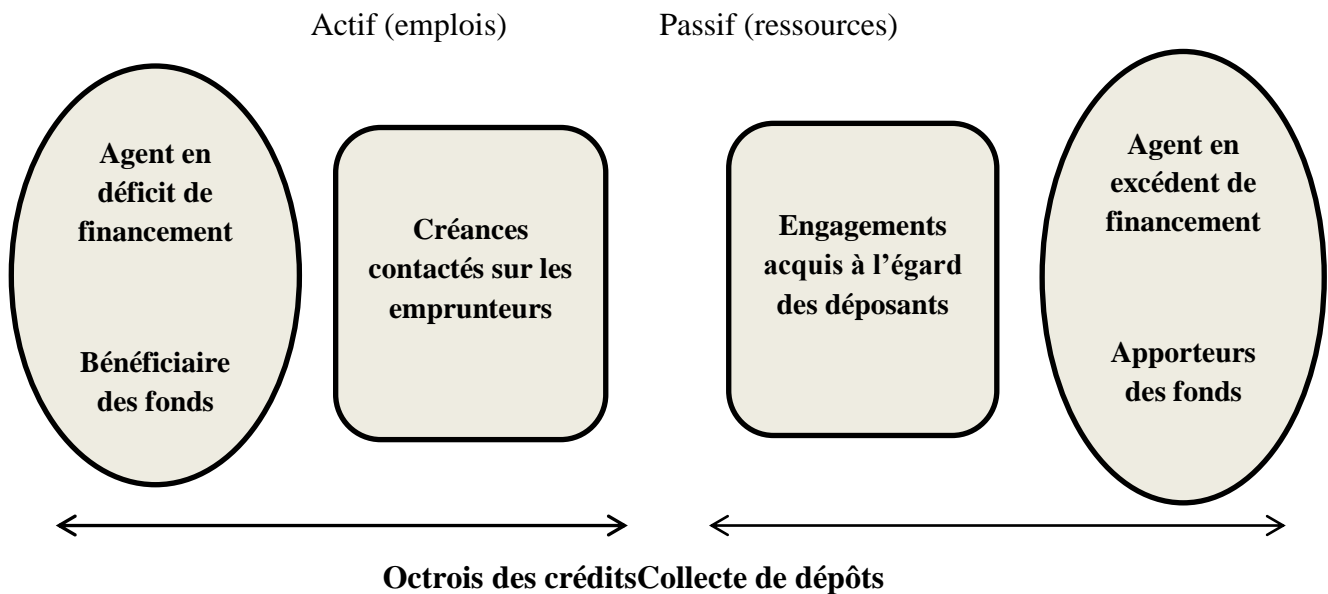 Actif (emplois) Passif (ressources)
Agent en
déficit de
financement
Bénéficiaire
des fonds
Créances
contactés sur les
emprunteurs
Engagements
acquis à l’égard
des déposants
Agent en
excédent de
financement
Apporteurs
des fonds
Octrois des créditsCollecte de dépôts